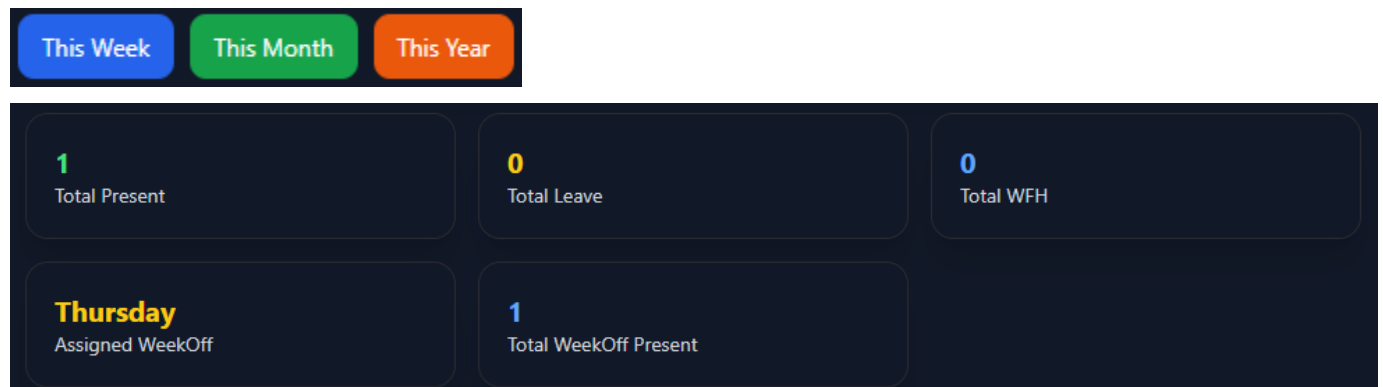 This Week
This Month
This Year
1
Total Present
0
Total Leave
0
Total WFH
Thursday
Assigned WeekOff
1
Total WeekOff Present